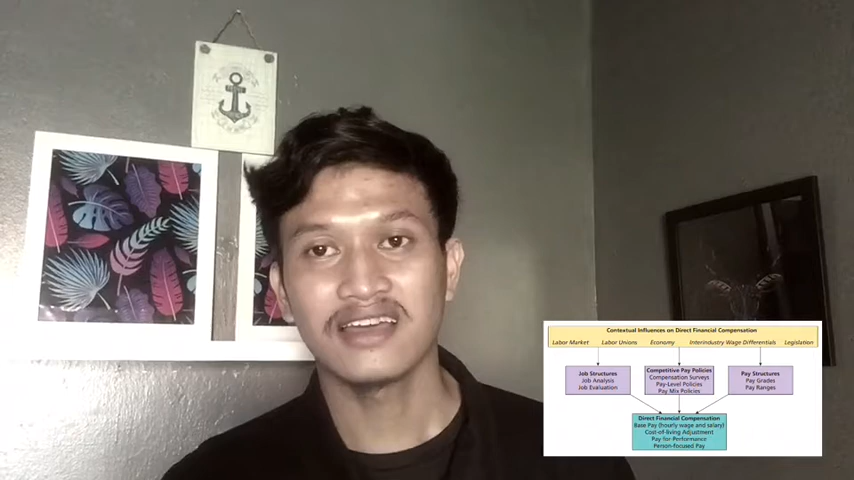 Contextual Influences on Direct Financial Compensation
Labor Market Labor Unions Economy Interindustry Wage Differentials Legislation
Job Structures
Job Analysis
Job Evaluation
Competitive Pay Policies
Compensation Surveys
Pay-Level Policies
Pay Mix Policies
Pay Structures
Pay Grades
Pay Ranges
Direct Financial Compensation
Base Pay (hourly wage and salary)
Cost-of-living Adjustment
Pay for Performance
Person-focused Pay